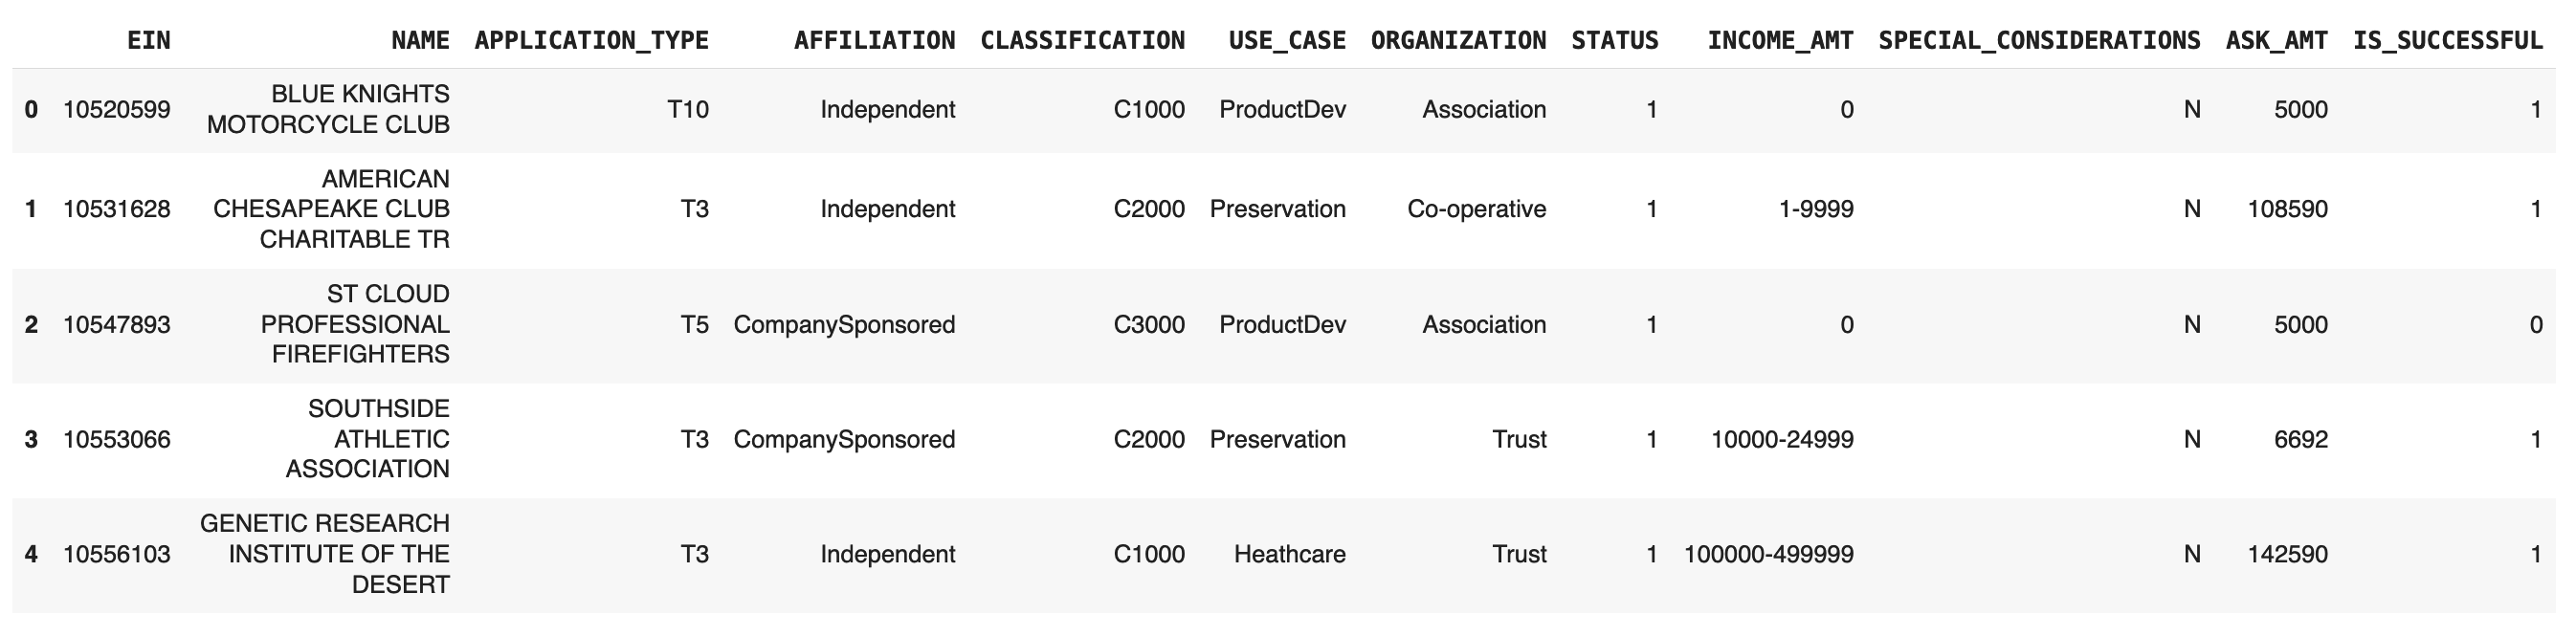 EIN NAME APPLICATION_TYPE AFFILIATION CLASSIFICATION USE_CASE ORGANIZATION STATUS INCOME_AMT SPECIAL_CONSIDERATIONS ASK_AMT IS_SUCCESSFUL
0 10520599 BLUE KNIGHTS MOTORCYCLE CLUB T10 Independent C1000 ProductDev Association 1 0 N 5000 1
1 10531628 AMERICAN CHESAPEAKE CLUB CHARITABLE TR T3 Independent C2000 Preservation Co-operative 1 1-9999 N 108590 1
2 10547893 ST CLOUD PROFESSIONAL FIREFIGHTERS T5 CompanySponsored C3000 ProductDev Association 1 0 N 5000 0
3 10553066 SOUTHSIDE ATHLETIC ASSOCIATION T3 CompanySponsored C2000 Preservation Trust 1 10000-24999 N 6692 1
4 10556103 GENETIC RESEARCH INSTITUTE OF THE DESERT T3 Independent C1000 Heathcare Trust 1 100000-499999 N 142590 1